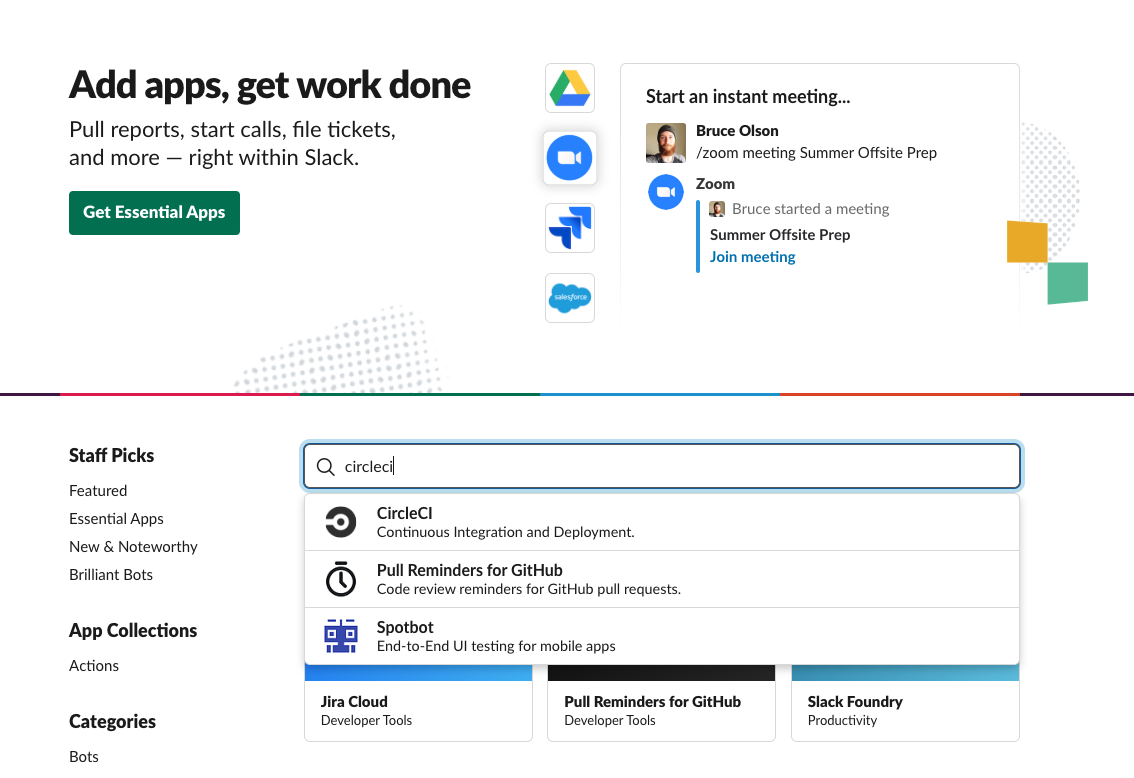 Add apps, get work done
Pull reports, start calls, file tickets,
and more — right within Slack.
Get Essential Apps
salesforce
Start an instant meeting...
Bruce Olson
/zoom meeting Summer Offsite Prep
Zoom
Bruce started a meeting
Summer Offsite Prep
Join meeting
Staff Picks
Featured
Essential Apps
New & Noteworthy
Brilliant Bots
App Collections
Actions
Categories
Bots
circleci
CircleCI
Continuous Integration and Deployment.
Pull Reminders for GitHub
Code review reminders for GitHub pull requests.
Spotbot
End-to-End UI testing for mobile apps
Jira Cloud
Developer Tools
Pull Reminders for GitHub
Developer Tools
Slack Foundry
Productivity